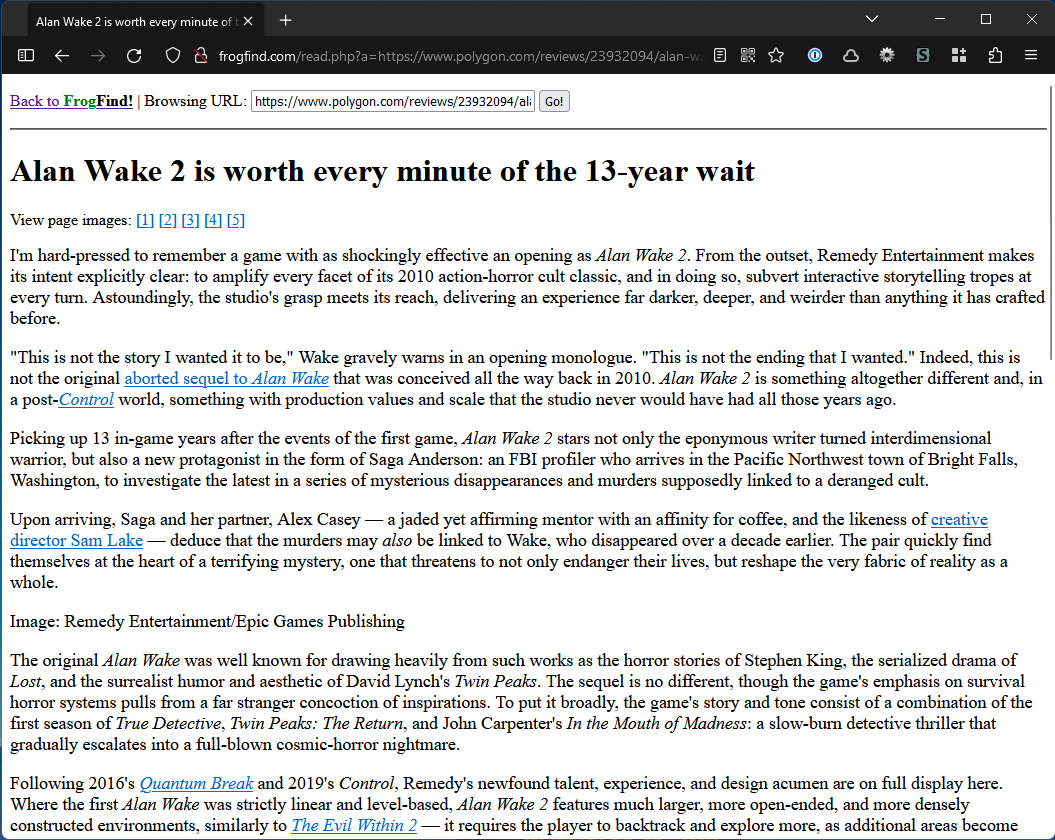 Alan Wake 2 is worth every minute of t
frogfind.com/read.php?a=https://www.polygon.com/reviews/23932094/alan-wa
Back to FrogFind! | Browsing URL: https://www.polygon.com/reviews/23932094/al Go!
Alan Wake 2 is worth every minute of the 13-year wait
View page images: [1] [2] [3] [4] [5]
I'm hard-pressed to remember a game with as shockingly effective an opening as Alan Wake 2. From the outset, Remedy Entertainment makes
its intent explicitly clear: to amplify every facet of its 2010 action-horror cult classic, and in doing so, subvert interactive storytelling tropes at
every turn. Astoundingly, the studio's grasp meets its reach, delivering an experience far darker, deeper, and weirder than anything it has crafted
before.
"This is not the story I wanted it to be," Wake gravely warns in an opening monologue. "This is not the ending that I wanted." Indeed, this is
not the original aborted sequel to Alan Wake that was conceived all the way back in 2010. Alan Wake 2 is something altogether different and, in
a post-Control world, something with production values and scale that the studio never would have had all those years ago.
Picking up 13 in-game years after the events of the first game, Alan Wake 2 stars not only the eponymous writer turned interdimensional
warrior, but also a new protagonist in the form of Saga Anderson: an FBI profiler who arrives in the Pacific Northwest town of Bright Falls,
Washington, to investigate the latest in a series of mysterious disappearances and murders supposedly linked to a deranged cult.
Upon arriving, Saga and her partner, Alex Casey — a jaded yet affirming mentor with an affinity for coffee, and the likeness of creative
director Sam Lake — deduce that the murders may also be linked to Wake, who disappeared over a decade earlier. The pair quickly find
themselves at the heart of a terrifying mystery, one that threatens to not only endanger their lives, but reshape the very fabric of reality as a
whole.
Image: Remedy Entertainment/Epic Games Publishing
The original Alan Wake was well known for drawing heavily from such works as the horror stories of Stephen King, the serialized drama of
Lost, and the surrealist humor and aesthetic of David Lynch's Twin Peaks. The sequel is no different, though the game's emphasis on survival
horror systems pulls from a far stranger concoction of inspirations. To put it broadly, the game's story and tone consist of a combination of the
first season of True Detective, Twin Peaks: The Return, and John Carpenter's In the Mouth of Madness: a slow-burn detective thriller that
gradually escalates into a full-blown cosmic-horror nightmare.
Following 2016's Quantum Break and 2019's Control, Remedy's newfound talent, experience, and design acumen are on full display here.
Where the first Alan Wake was strictly linear and level-based, Alan Wake 2 features much larger, more open-ended, and more densely
constructed environments, similarly to The Evil Within 2 — it requires the player to backtrack and explore more, as additional areas become